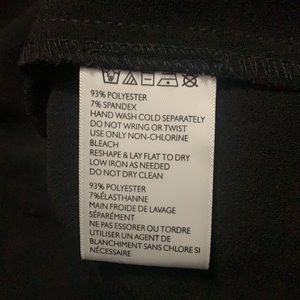 93% POLYESTER
7% SPANDEX
HAND WASH COLD SEPARATELY
DO NOT WRING OR TWIST
USE ONLY NON-CHLORINE
BLEACH
RESHAPE & LAY FLAT TO DRY
LOW IRON AS NEEDED
DO NOT DRY CLEAN
93% POLYESTER
7%ÉLASTHANNE
MAIN FROIDE DE LAVAGE
SÉPARÉMENT
NE PAS ESSORER OU TORDRE
UTILISER UN AGENT DE
BLANCHIMENT SANS CHLORE SI
NÉCESSAIRE